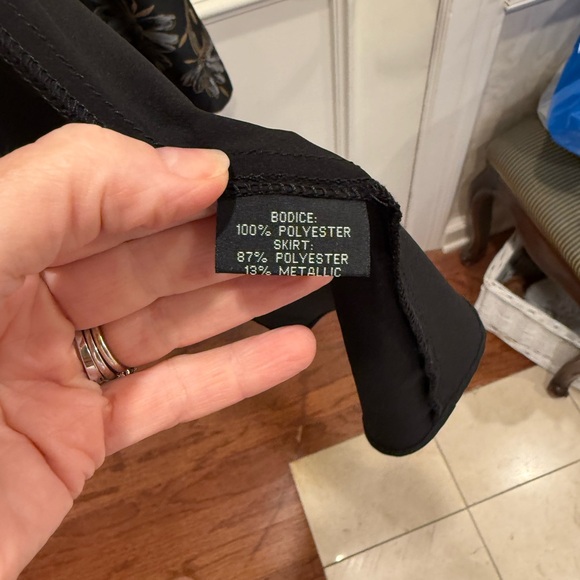 BODICE:
100% POLYESTER
SKIRT:
87% POLYESTER
13% METALLIC